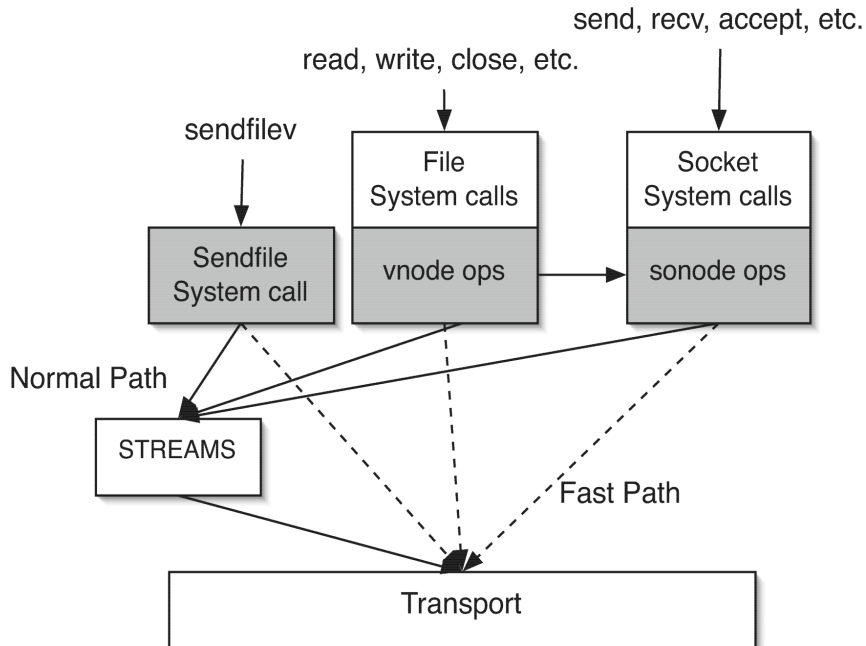 send, recv, accept, etc.
read, write, close, etc.
sendfilev
File
System calls
Socket
System calls
Sendfile
System call
vnode ops
sonode ops
Normal Path
STREAMS
Fast Path
Transport